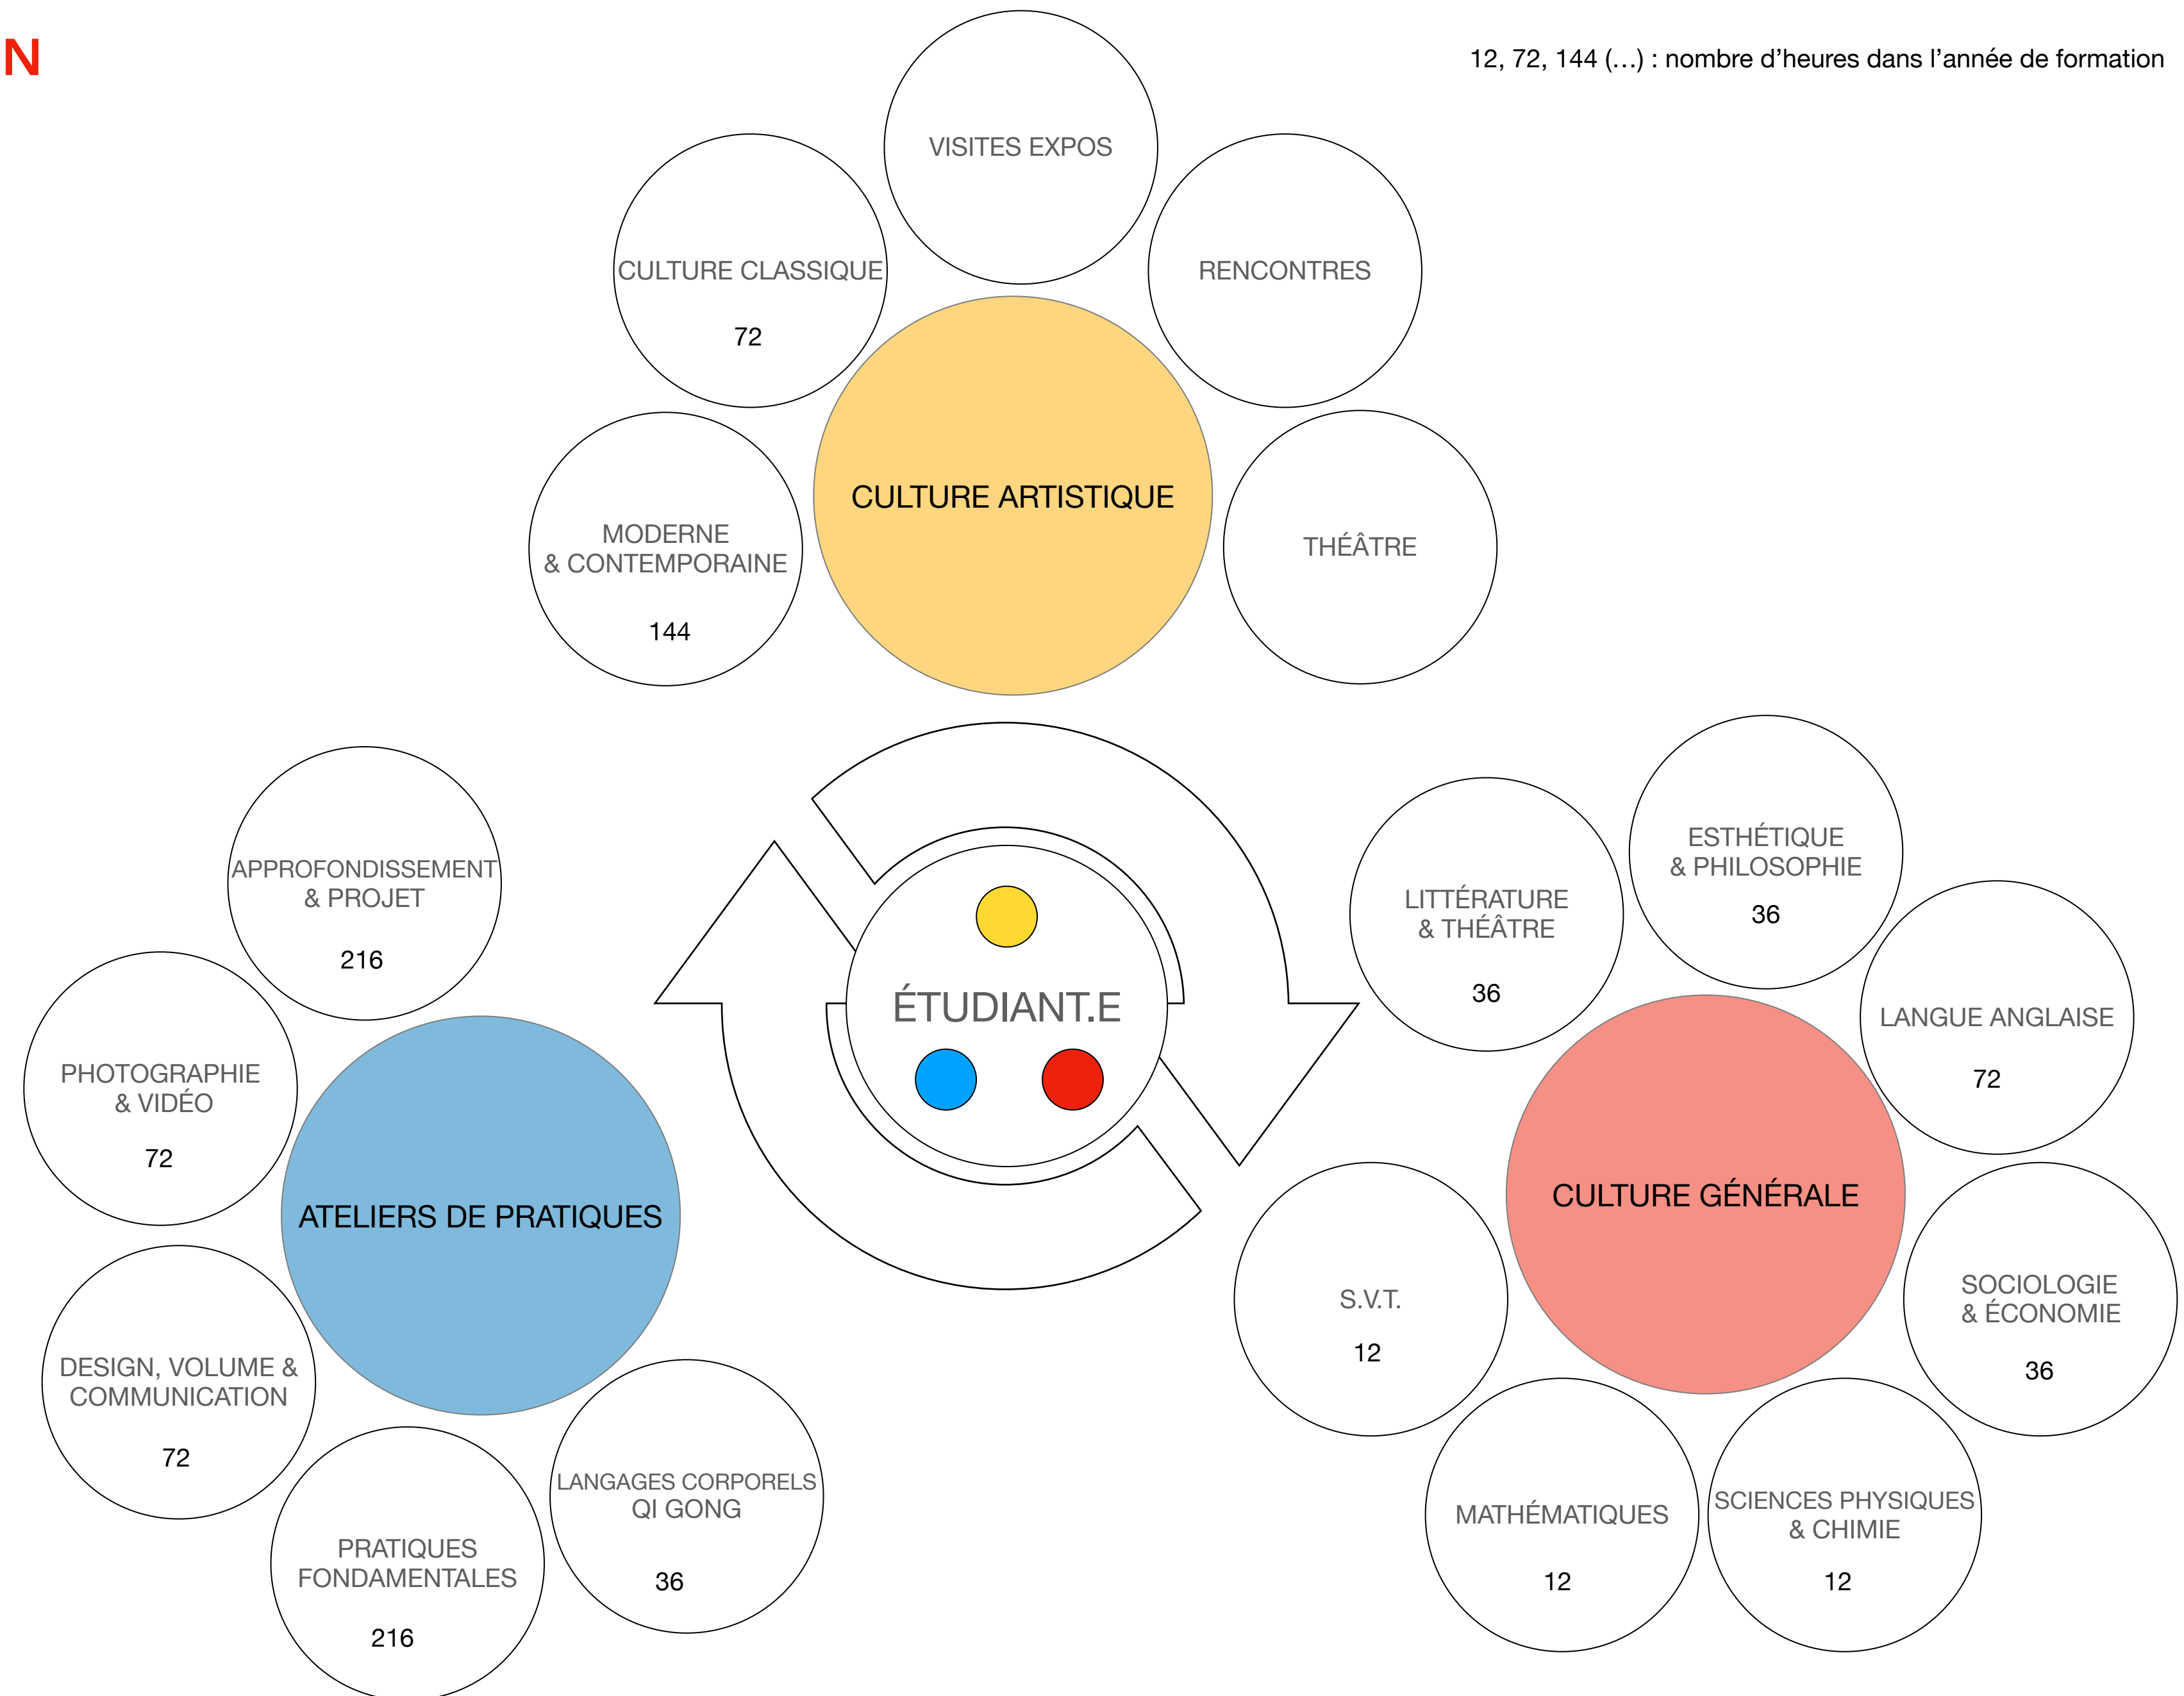 N
12, 72, 144 (…) : nombre d’heures dans l’année de formation
VISITES EXPOS
CULTURE CLASSIQUE
72
RENCONTRES
MODERNE
& CONTEMPORAINE
144
CULTURE ARTISTIQUE
THÉÂTRE
APPROFONDISSEMENT
& PROJET
216
PHOTOGRAPHIE
& VIDÉO
72
ATELIERS DE PRATIQUES
DESIGN, VOLUME &
COMMUNICATION
72
PRATIQUES
FONDAMENTALES
216
LANGAGES CORPORELS
QI GONG
36
ÉTUDIANT.E
LITTÉRATURE
& THÉÂTRE
36
ESTHÉTIQUE
& PHILOSOPHIE
36
LANGUE ANGLAISE
72
CULTURE GÉNÉRALE
SOCIOLOGIE
& ÉCONOMIE
36
S.V.T.
12
MATHÉMATIQUES
12
SCIENCES PHYSIQUES
& CHIMIE
12